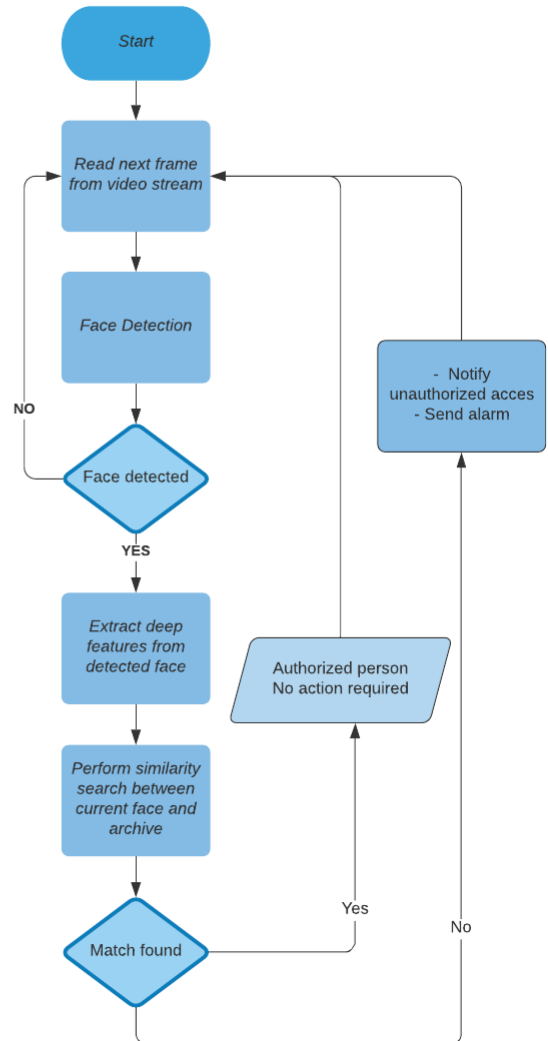 Start
Read next frame
from video stream
Face Detection
NO
Face detected
YES
Extract deep
features from
detected face
Perform similarity
search between
current face and
archive
Match found
Yes
Authorized person
No action required
No
- Notify
unauthorized acces
- Send alarm